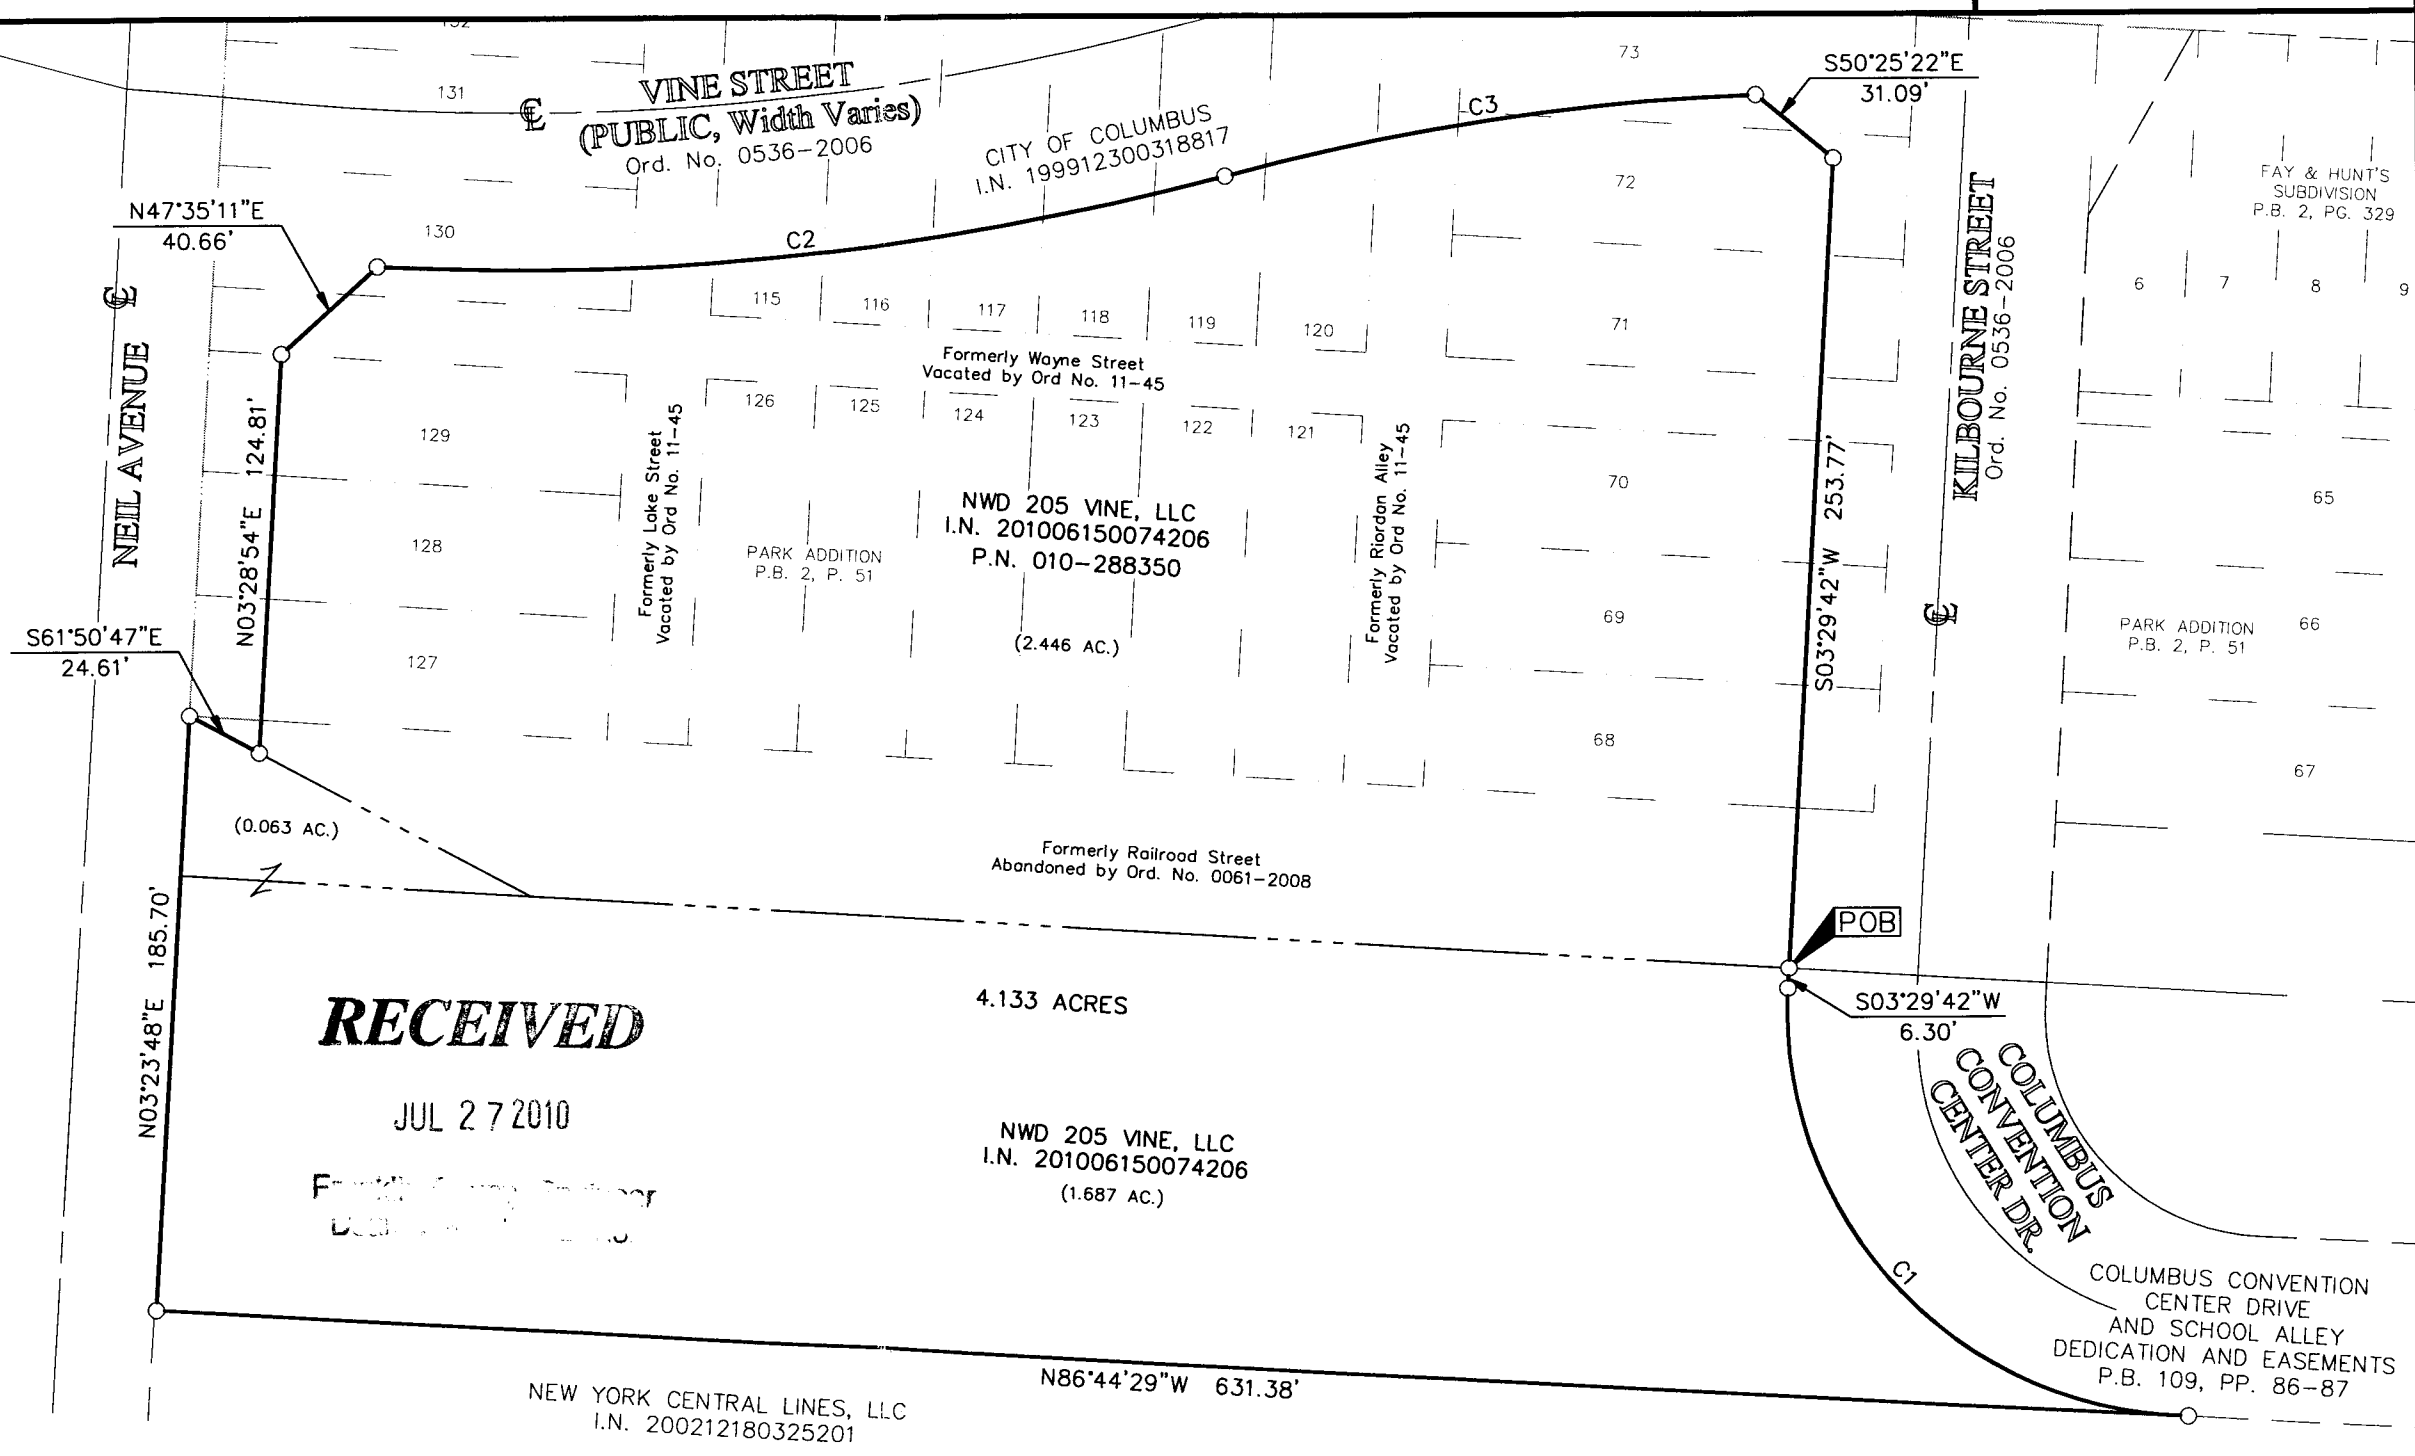 132
131
℄
VINE STREET
(PUBLIC, Width Varies)
Ord. No. 0536-2006
CITY OF COLUMBUS
I.N. 199912300318817
C3
73
S50°25'22"E
31.09'
FAY & HUNT'S
SUBDIVISION
P.B. 2, PG. 329
N47°35'11"E
40.66'
130
C2
72
KILBOURNE STREET
Ord. No. 0536-2006
6
7
8
9
℄
115
116
117
118
119
120
71
Formerly Wayne Street
Vacated by Ord No. 11-45
NEIL AVENUE
N03°28'54"E 124.81'
129
126
125
124
123
122
121
Formerly Lake Street
Vacated by Ord No. 11-45
Formerly Riordan Alley
Vacated by Ord No. 11-45
70
S03°29'42"W 253.77'
65
NWD 205 VINE, LLC
I.N. 201006150074206
P.N. 010-288350
128
PARK ADDITION
P.B. 2, P. 51
69
℄
PARK ADDITION
P.B. 2, P. 51
66
S61°50'47"E
24.61'
127
(2.446 AC.)
68
67
(0.063 AC.)
Formerly Railroad Street
Abandoned by Ord. No. 0061-2008
POB
N03°23'48"E 185.70'
RECEIVED
4.133 ACRES
S03°29'42"W
6.30'
JUL 27 2010
COLUMBUS
CONVENTION
CENTER DR.
NWD 205 VINE, LLC
I.N. 201006150074206
(1.687 AC.)
C1
COLUMBUS CONVENTION
CENTER DRIVE
AND SCHOOL ALLEY
DEDICATION AND EASEMENTS
P.B. 109, PP. 86-87
N86°44'29"W 631.38'
NEW YORK CENTRAL LINES, LLC
I.N. 200212180325201